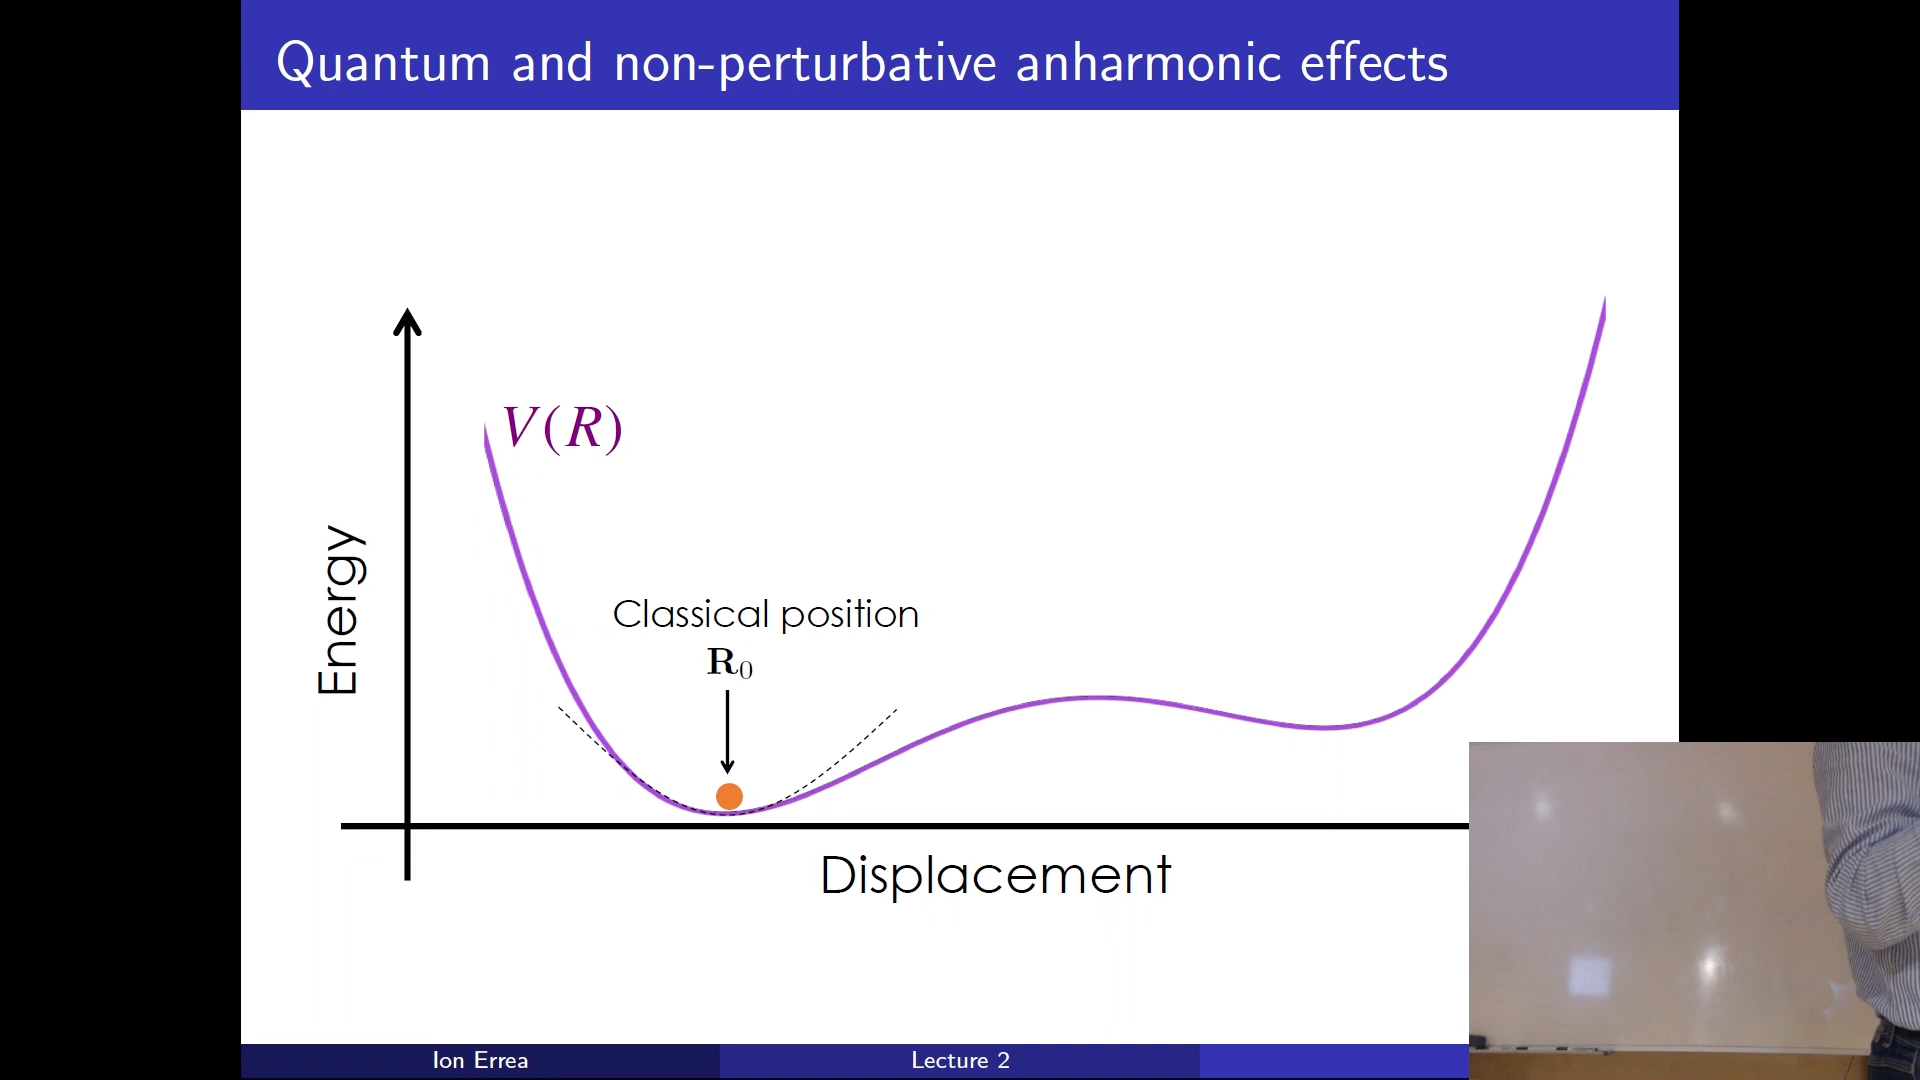 Quantum and non-perturbative anharmonic effects
V(R)
Energy
Classical position
R₀
Displacement
Ion Errea
Lecture 2